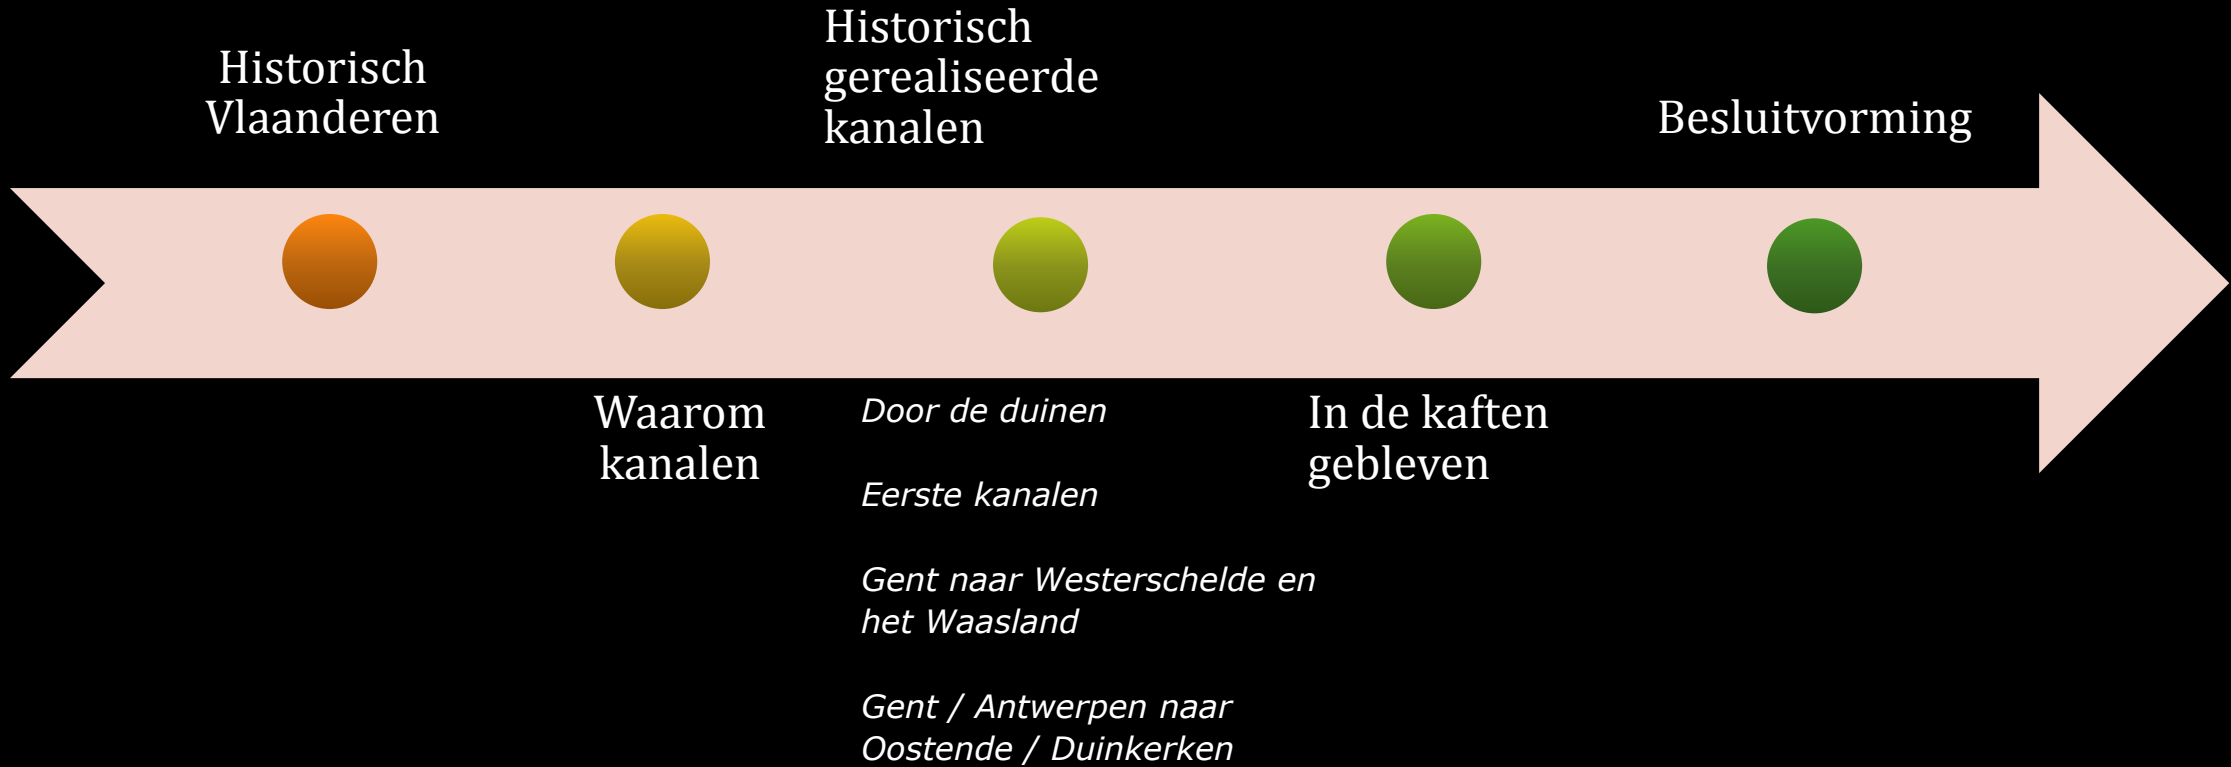 Historisch
Vlaanderen
Waarom
kanalen
Historisch
gerealiseerde
kanalen
Door de duinen
Eerste kanalen
Gent naar Westerschelde en
het Waasland
Gent / Antwerpen naar
Oostende / Duinkerken
In de kaften
gebleven
Besluitvorming